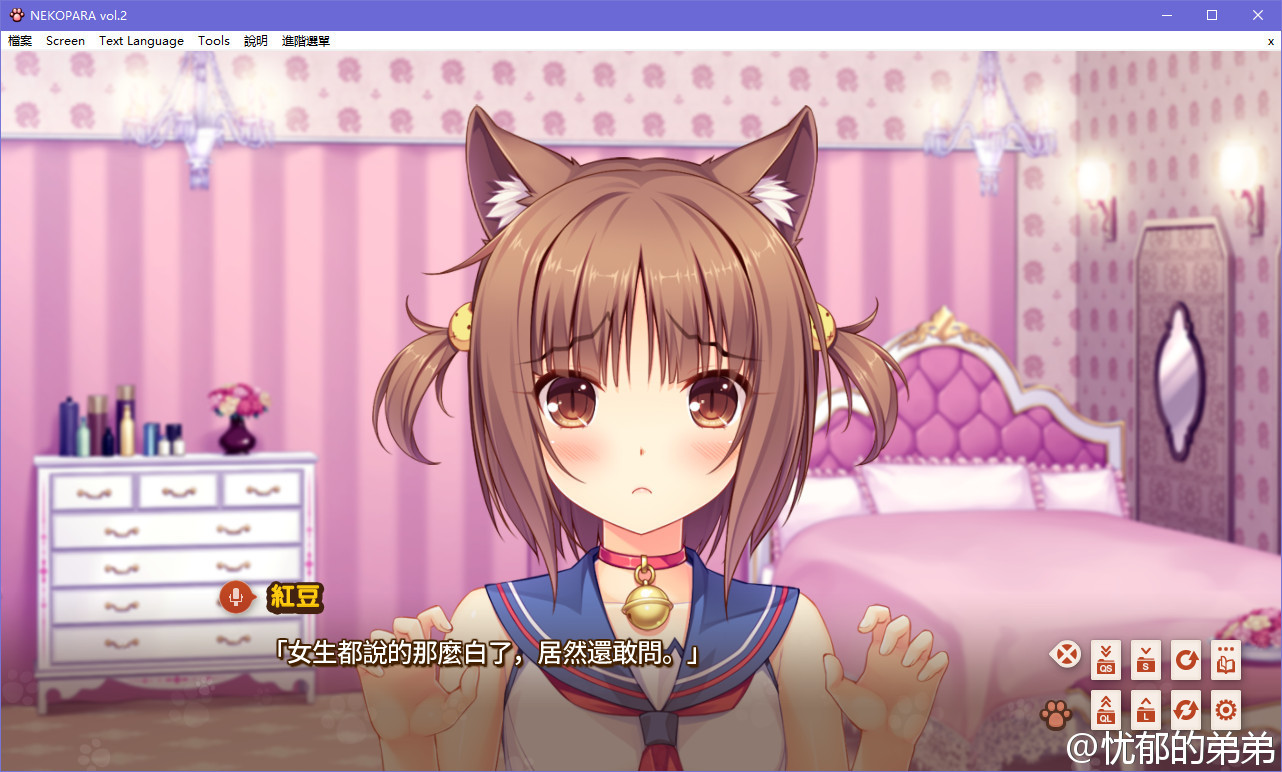 NEKOPARA vol.2
檔案 Screen Text Language Tools 說明 進階選單 x
紅豆
「女生都說的那麼白了，居然還敢問。」
QS S
QL L
@忧郁的弟弟